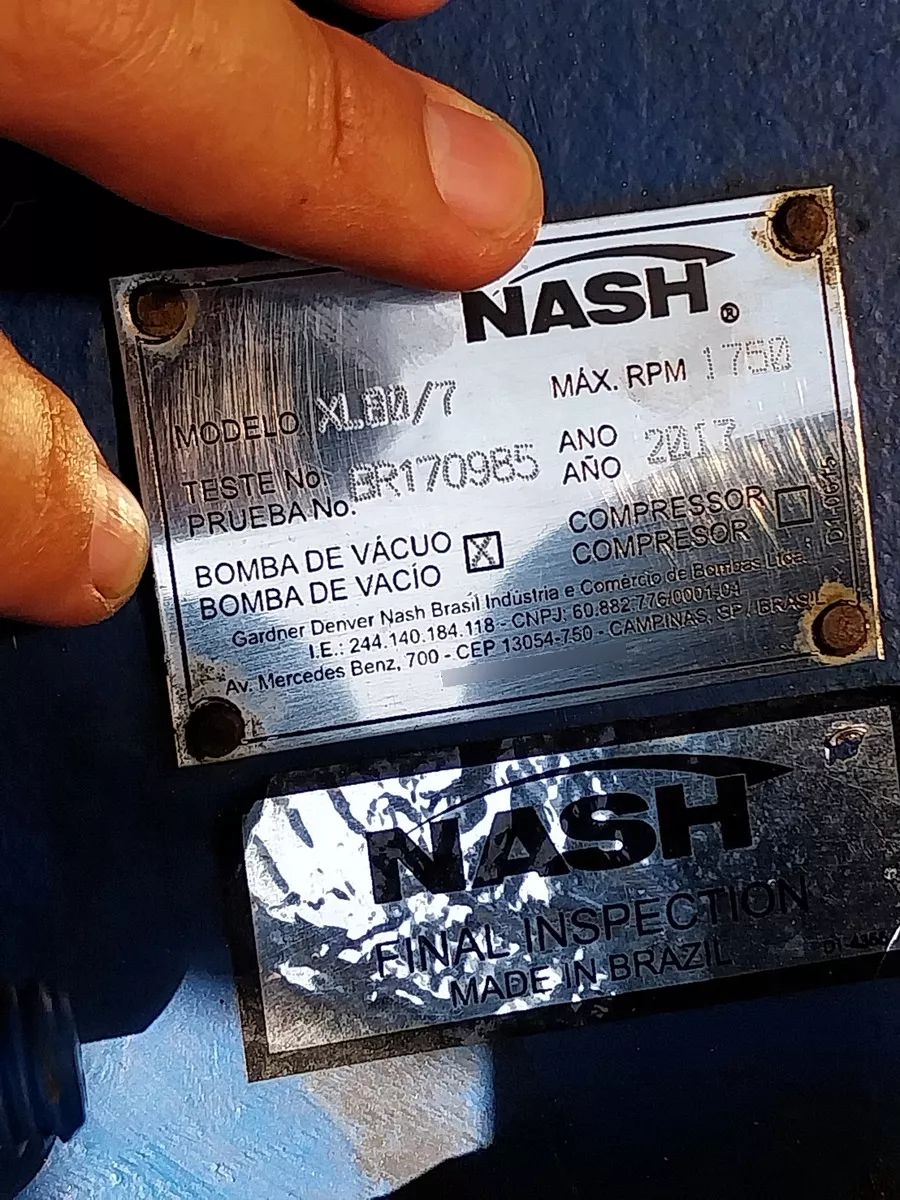 NASH®
MODELO XL80/7 MÁX. RPM 1750
TESTE No. BR170985 ANO 2017
PRUEBA No. AÑO
BOMBA DE VÁCUO X COMPRESSOR
BOMBA DE VACÍO COMPRESOR
Gardner Denver Nash Brasil Indústria e Comércio de Bombas Ltda.
I.E.: 244.140.184.118 - CNPJ: 60.882.776/0001-04
Av. Mercedes Benz, 700 - CEP 13054-750 - CAMPINAS, SP / BRASIL
NASH
FINAL INSPECTION
MADE IN BRAZIL